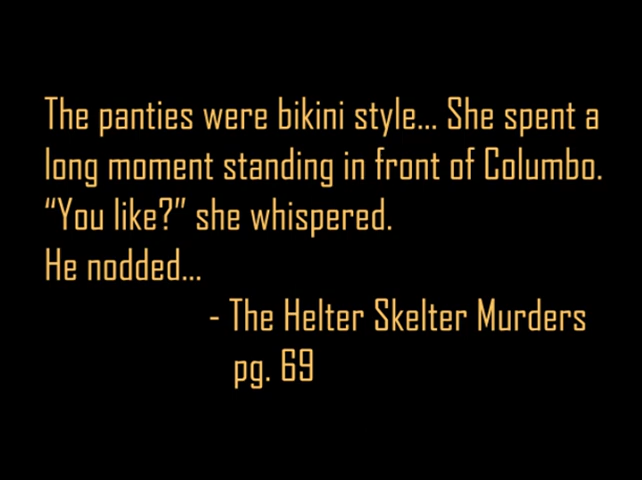 The panties were bikini style... She spent a
long moment standing in front of Columbo.
“You like?” she whispered.
He nodded...
- The Helter Skelter Murders
pg. 69